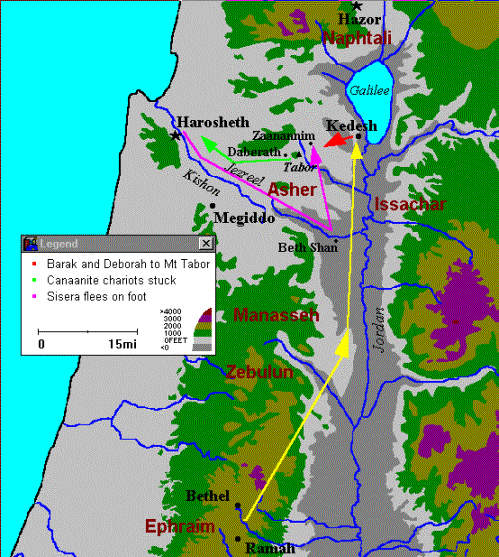 Hazor
Naphtali
Galilee
Harosheth
Kedesh
Zaanannim
Daberath
Tabor
Jezreel
Kishon
Asher
Issachar
Megiddo
Beth Shan
Legend
Barak and Deborah to Mt Tabor
Canaanite chariots stuck
Sisera flees on foot
0 15mi
>4000
3000
2000
1000
0FEET
<0
Manasseh
Jordan
Zebulun
Bethel
Ephraim
Ramah